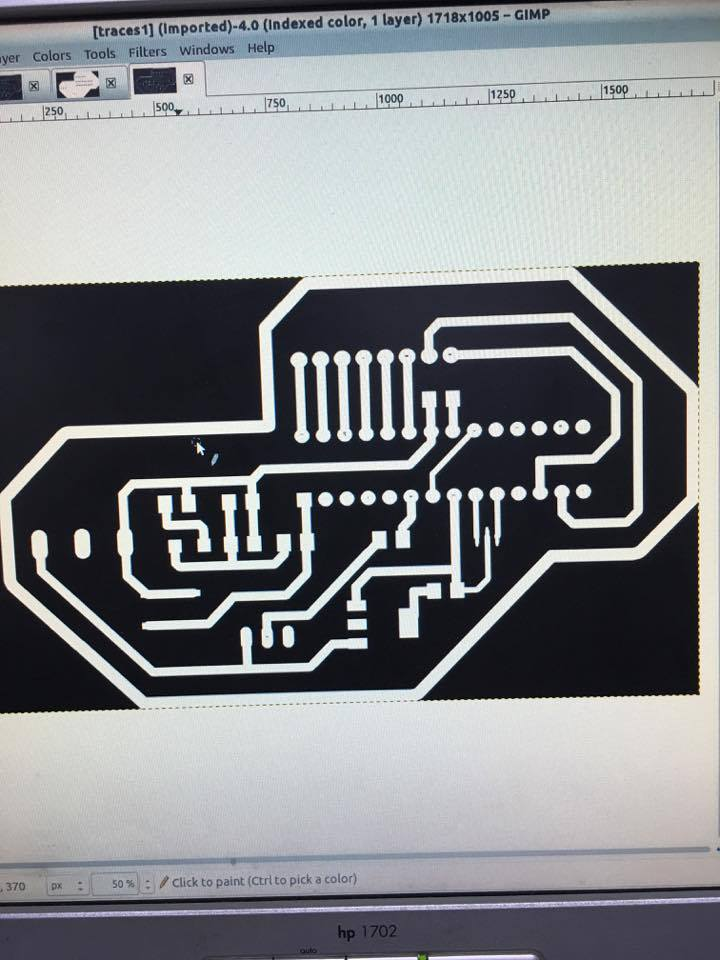 [traces1] (imported)-4.0 (indexed color, 1 layer) 1718x1005 – GIMP
Colors Tools Filters Windows Help
250 500 750 1000 1250 1500
, 370 px 50 % Click to paint (Ctrl to pick a color)
hp 1702
auto